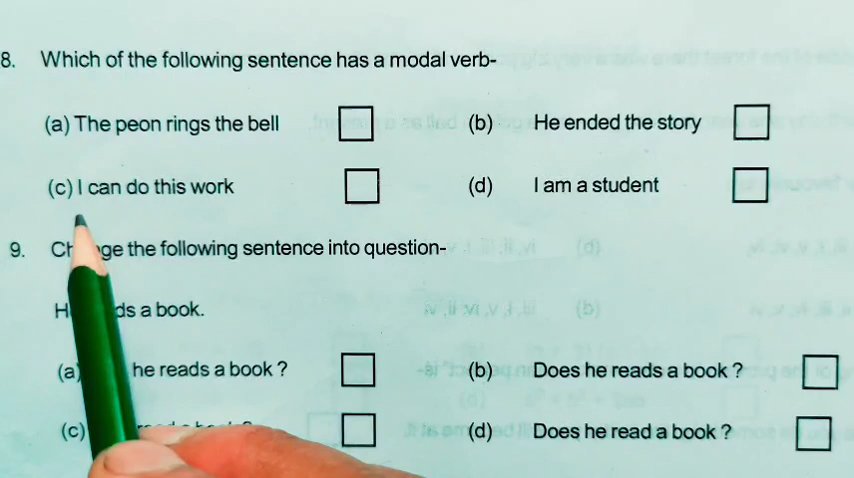 8. Which of the following sentence has a modal verb-
(a) The peon rings the bell (b) He ended the story
(c) I can do this work (d) I am a student
9. the following sentence into question-
a book.
(a) he reads a book ? (b) Does he reads a book ?
(c) (d) Does he read a book ?